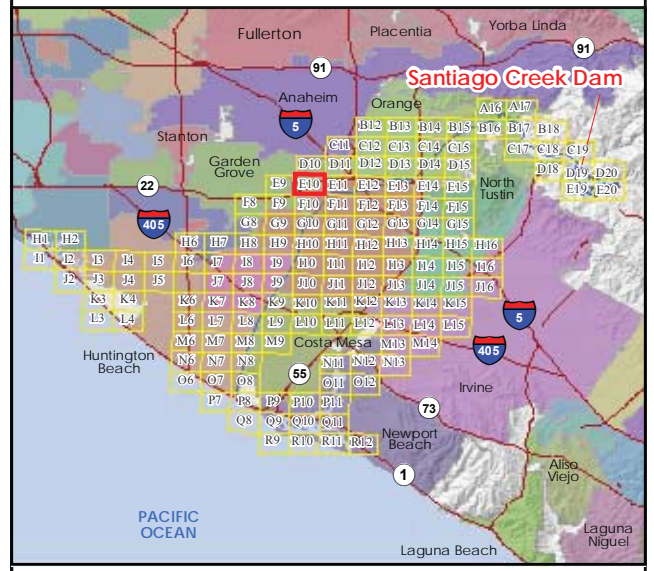 Yorba Linda
Fullerton
Placentia
91
91
Santiago Creek Dam
Anaheim
Orange
A16 A17
5
B12 B13 B14 B15 B16 B17 B18
Stanton
C11 C12 C13 C14 C15 C17 C18 C19
Garden
Grove
D10 D11 D12 D13 D14 D15 D18 D19 D20
22
E9 E10 E11 E12 E13 E14 E15 E19 E20
North
Tustin
F8 F9 F10 F11 F12 F13 F14 F15
405
G8 G9 G10 G11 G12 G13 G14 G15
H1 H2 H6 H7 H8 H9 H10 H11 H12 H13 H14 H15 H16
I1 I2 I3 I4 I5 I6 I7 I8 I9 I10 I11 I12 I13 I14 I15 I16
J2 J3 J4 J5 J7 J8 J9 J10 J11 J12 J13 J14 J15 J16
K3 K4 K6 K7 K8 K9 K10 K11 K12 K13 K14 K15
5
L3 L4 L6 L7 L8 L9 L10 L11 L12 L13 L14 L15
M6 M7 M8 M9 Costa Mesa M13 M14
405
Huntington
Beach
N6 N7 N8 N11 N12 N13
55
O6 O7 O8 O11 O12
Irvine
P7 P8 P9 P10 P11
73
Q8 Q9 Q10 Q11
Newport
Beach
R9 R10 R11 R12
1
Aliso
Viejo
PACIFIC
OCEAN
Laguna
Niguel
Laguna Beach